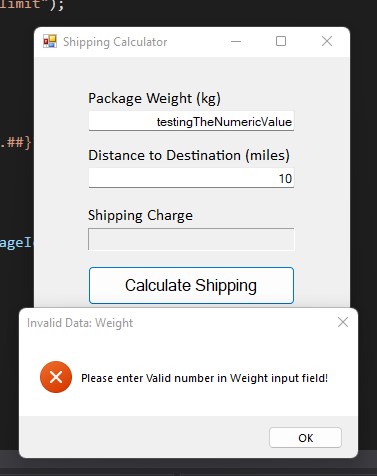 limit");
Shipping Calculator
Package Weight (kg)
testingTheNumericValue
.##}
Distance to Destination (miles)
10
Shipping Charge
ageId
Calculate Shipping
Invalid Data: Weight
Please enter Valid number in Weight input field!
OK